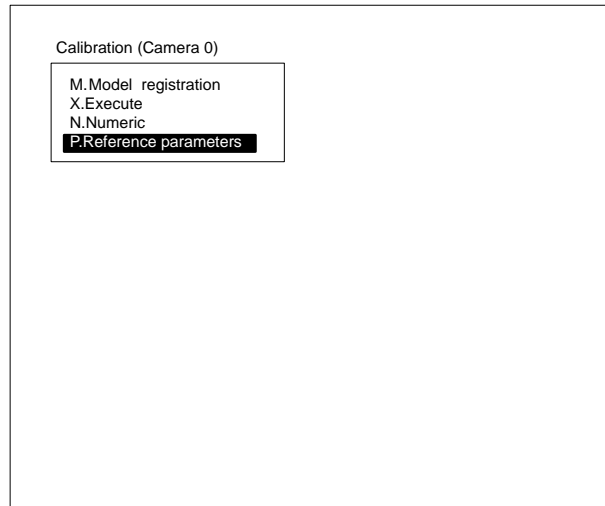 Calibration (Camera 0)
M.Model registration
X.Execute
N.Numeric
P.Reference parameters